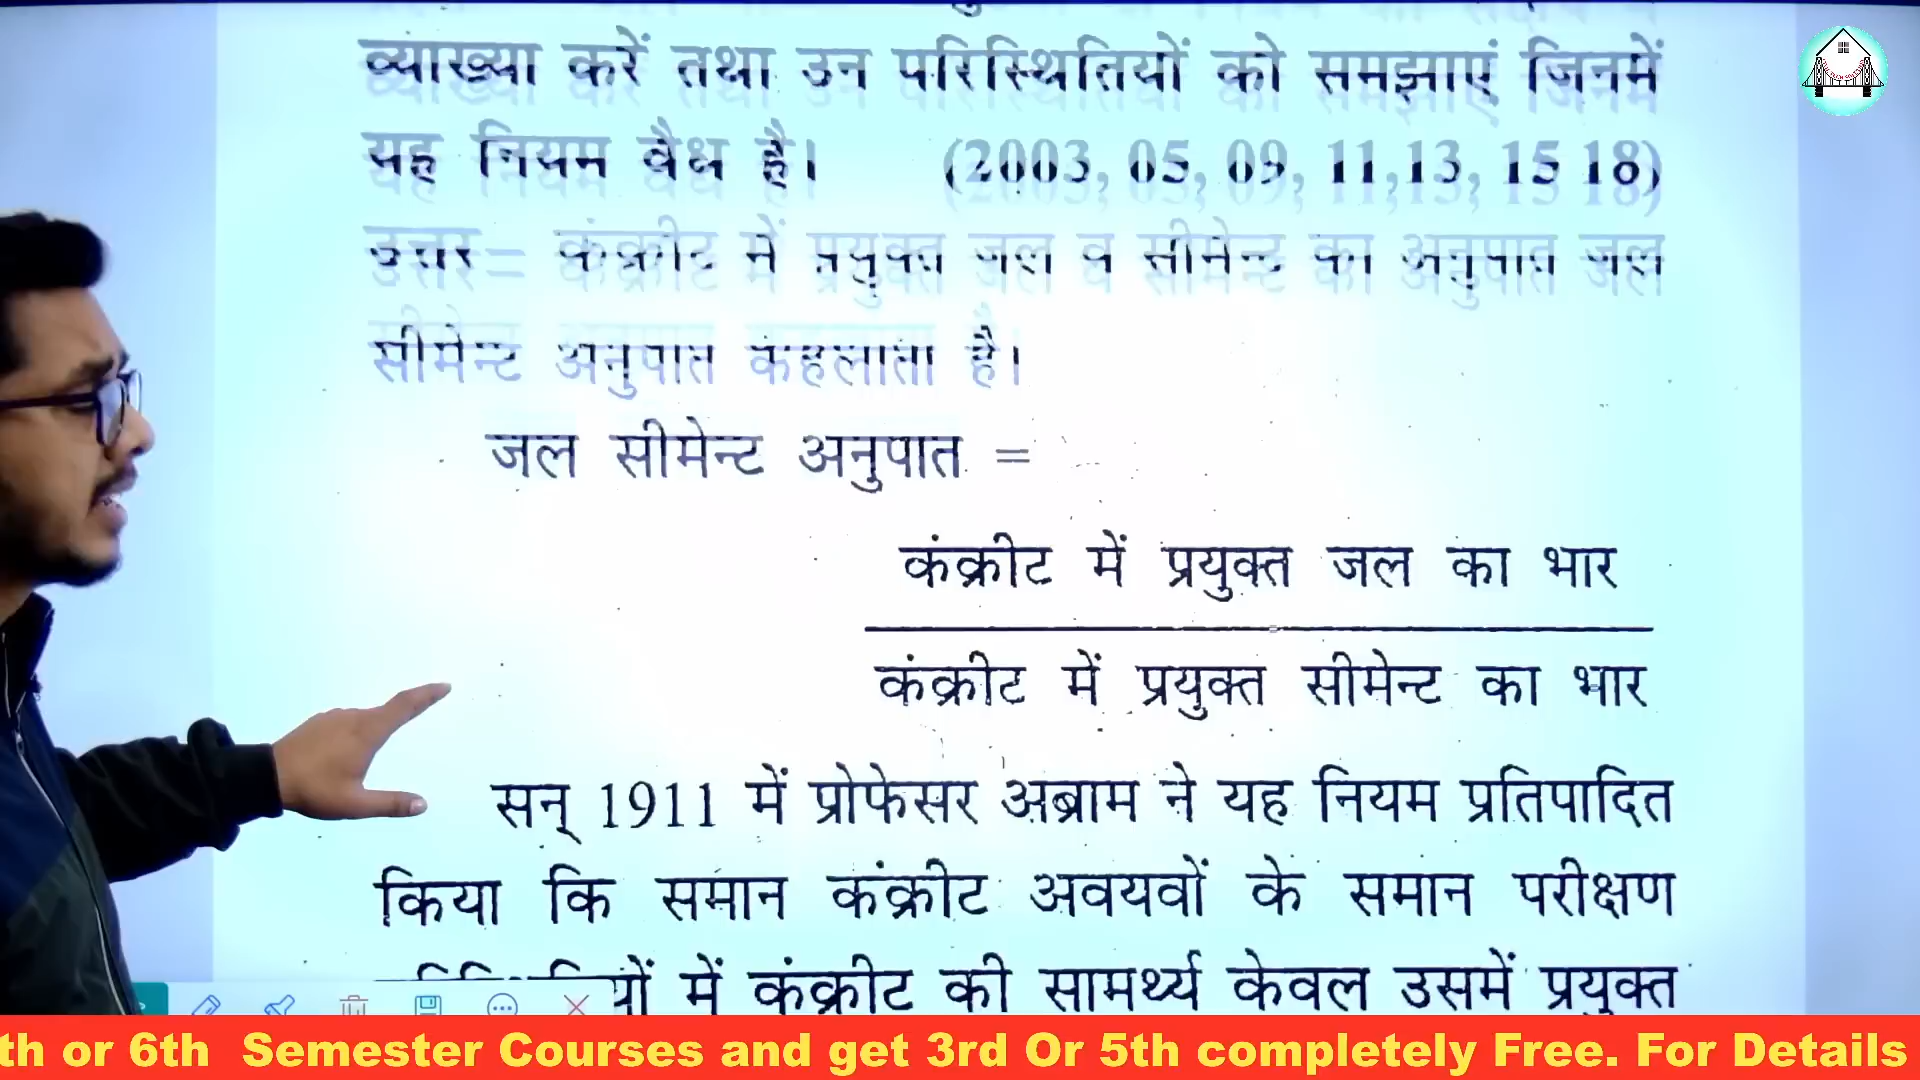 व्याख्या करें तथा उन परिस्थितियों को समझाएं जिनमें
यह नियम वैध है। (2003, 05, 09, 11,13, 15 18)
उत्तर= कंक्रीट में प्रयुक्त जल व सीमेन्ट का अनुपात जल
सीमेन्ट अनुपात कहलाता है।
जल सीमेन्ट अनुपात =
कंक्रीट में प्रयुक्त जल का भार
कंक्रीट में प्रयुक्त सीमेन्ट का भार
सन् 1911 में प्रोफेसर अब्राम ने यह नियम प्रतिपादित
किया कि समान कंक्रीट अवयवों के समान परीक्षण
में कंक्रीट की सामर्थ्य केवल उसमें प्रयुक्त
th or 6th Semester Courses and get 3rd Or 5th completely Free. For Details